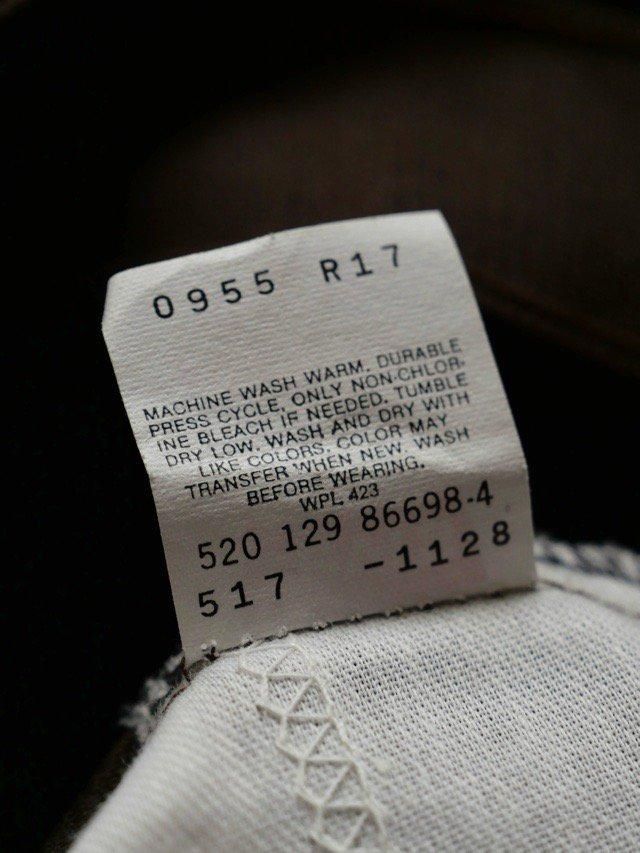 0955 R17
MACHINE WASH WARM. DURABLE
PRESS CYCLE, ONLY NON-CHLOR-
INE BLEACH IF NEEDED. TUMBLE
DRY LOW. WASH AND DRY WITH
LIKE COLORS. COLOR MAY
TRANSFER WHEN NEW. WASH
BEFORE WEARING.
WPL 423
520 129 86698-4
517 -1128